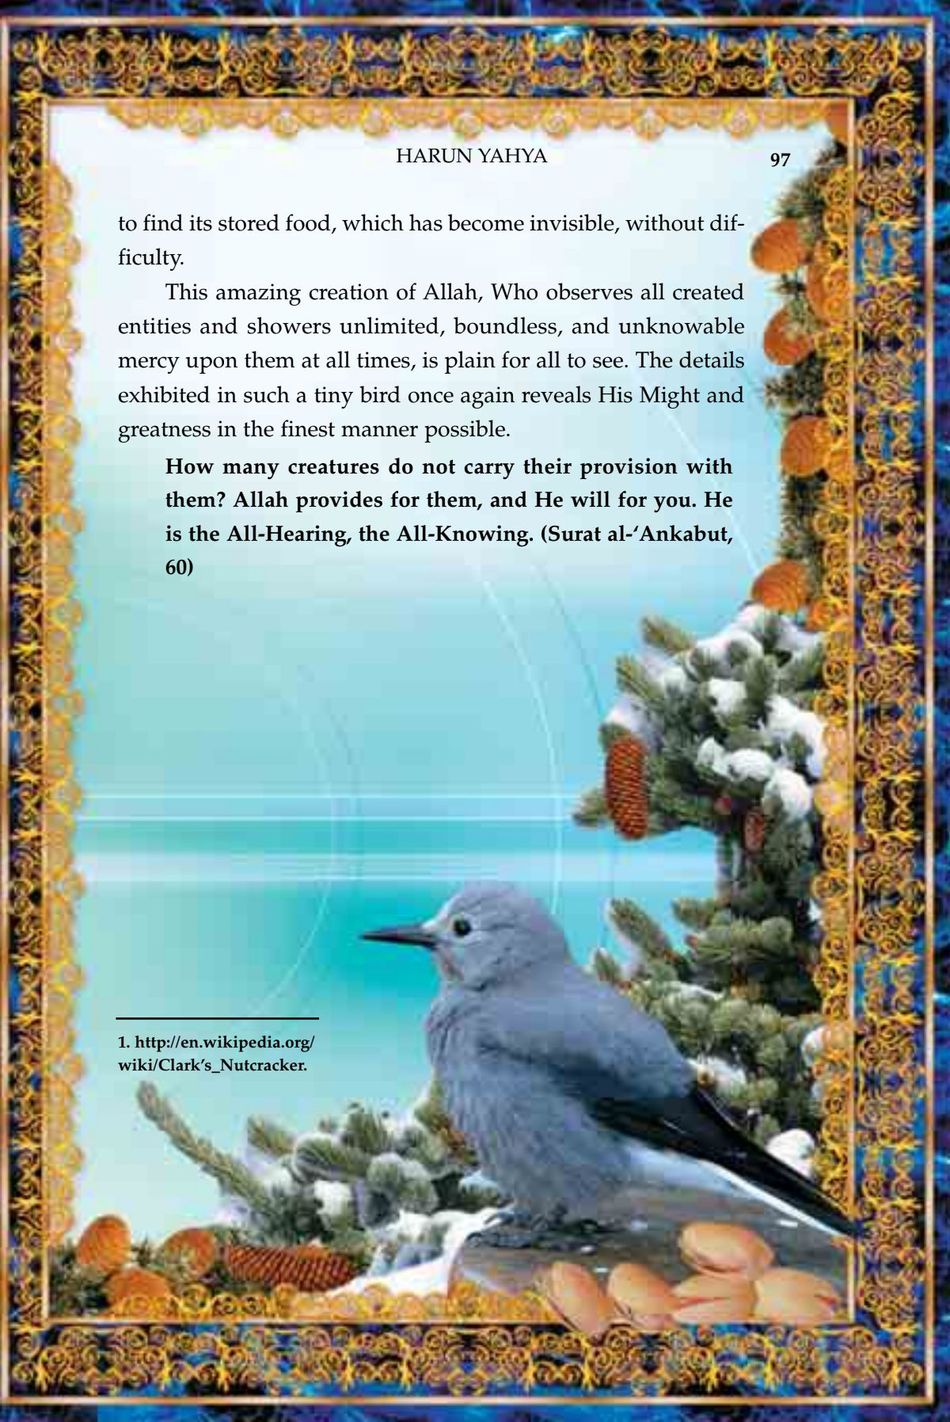 HARUN YAHYA
97
to find its stored food, which has become invisible, without dif-
ficulty.
This amazing creation of Allah, Who observes all created
entities and showers unlimited, boundless, and unknowable
mercy upon them at all times, is plain for all to see. The details
exhibited in such a tiny bird once again reveals His Might and
greatness in the finest manner possible.
How many creatures do not carry their provision with
them? Allah provides for them, and He will for you. He
is the All-Hearing, the All-Knowing. (Surat al-‘Ankabut,
60)
1. http://en.wikipedia.org/
wiki/Clark’s_Nutcracker.